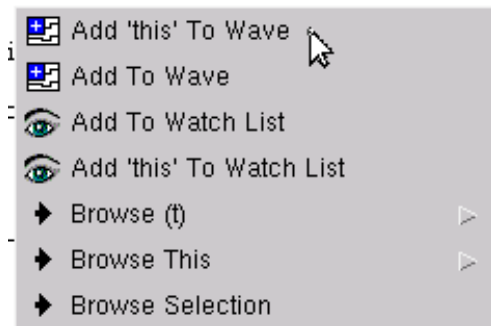 Add 'this' To Wave
Add To Wave
Add To Watch List
Add 'this' To Watch List
Browse (t)
Browse This
Browse Selection